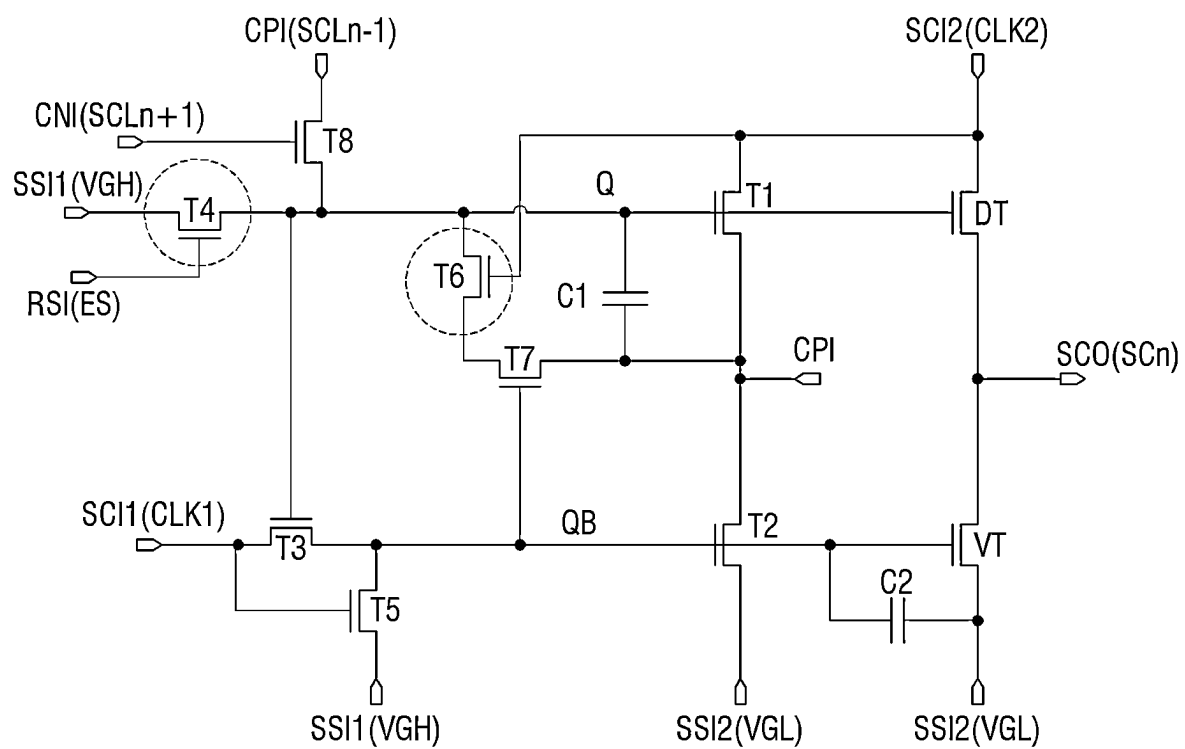 CPI(SCLn-1)
SCI2(CLK2)
CNI(SCLn+1)
T8
SSI1(VGH)
T4
Q
T1
DT
T6
RSI(ES)
C1
T7
CPI
SCO(SCn)
SCI1(CLK1)
T3
QB
T2
VT
T5
C2
SSI1(VGH)
SSI2(VGL)
SSI2(VGL)